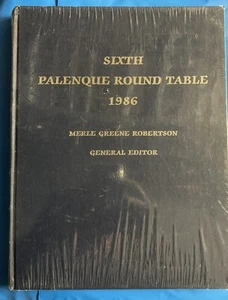 SIXTH
PALENQUE ROUND TABLE
1986
MERLE GREENE ROBERTSON
GENERAL EDITOR